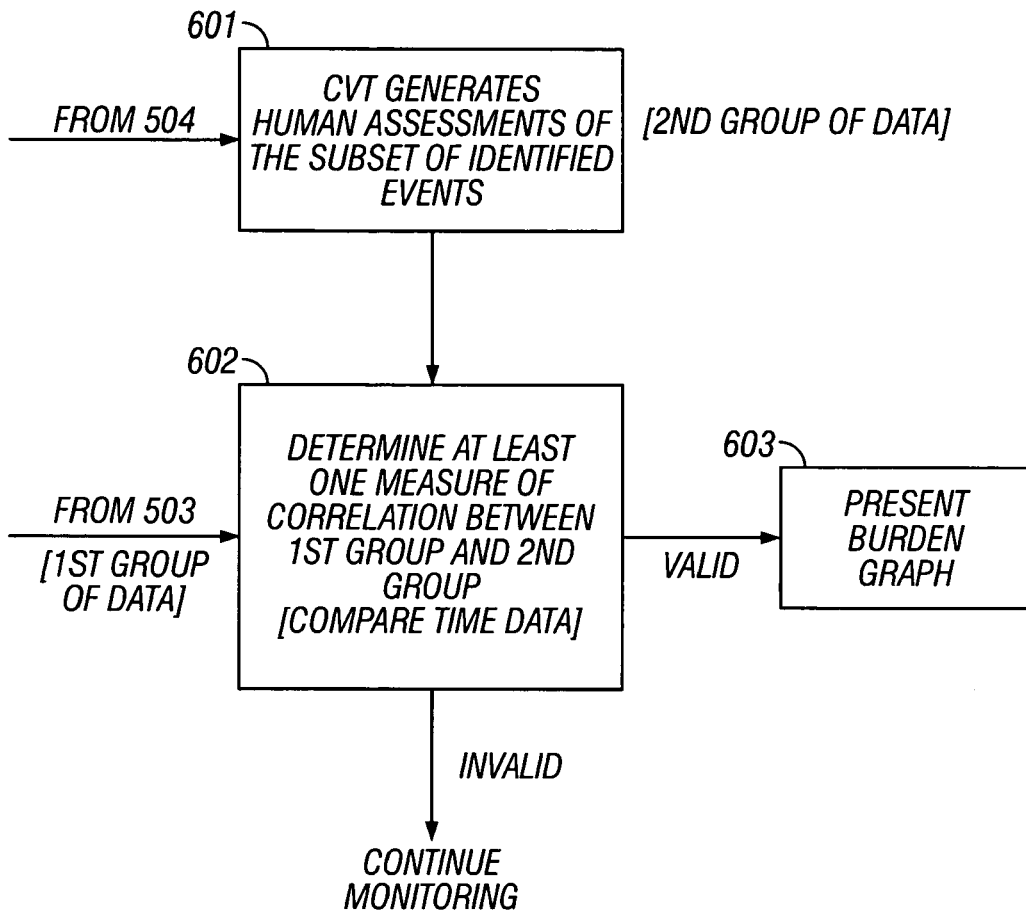 601
FROM 504
CVT GENERATES
HUMAN ASSESSMENTS OF
THE SUBSET OF IDENTIFIED
EVENTS
[2ND GROUP OF DATA]
602
FROM 503
[1ST GROUP
OF DATA]
DETERMINE AT LEAST
ONE MEASURE OF
CORRELATION BETWEEN
1ST GROUP AND 2ND
GROUP
[COMPARE TIME DATA]
VALID
603
PRESENT
BURDEN
GRAPH
INVALID
CONTINUE
MONITORING